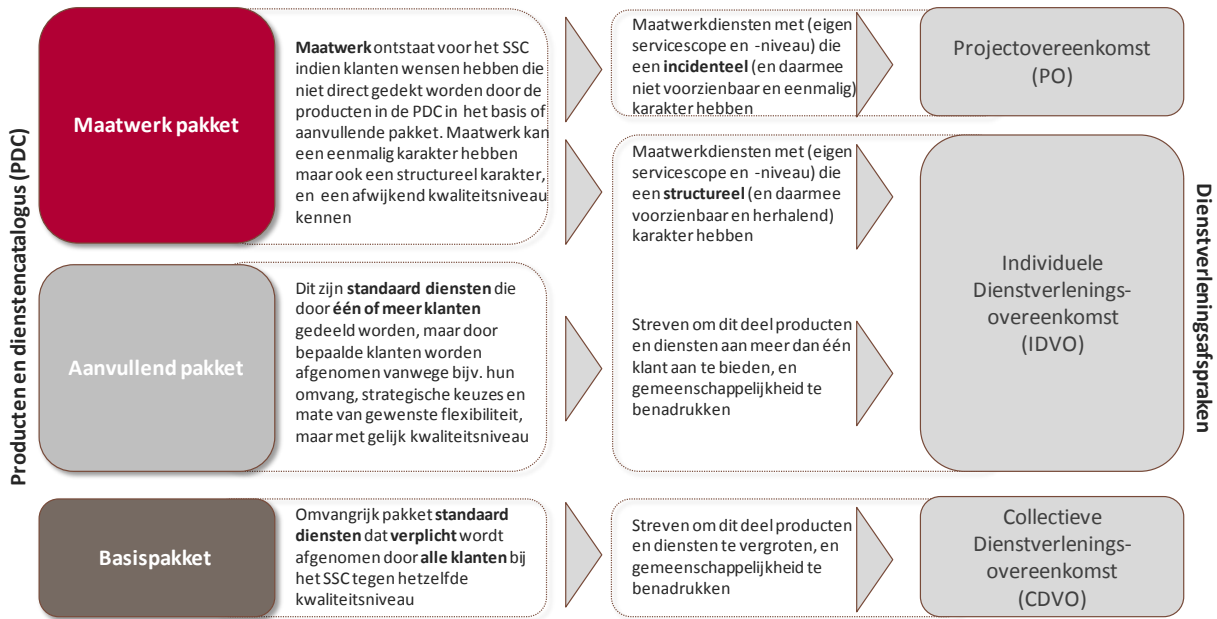 Producten en dienstencatalogus (PDC)
Maatwerk pakket
Maatwerk ontstaat voor het SSC
indien klanten wensen hebben die
niet direct gedekt worden door de
producten in de PDC in het basis of
aanvullende pakket. Maatwerk kan
een eenmalig karakter hebben
maar ook een structureel karakter,
en een afwijkend kwaliteitsniveau
kennen
Maatwerkdiensten met (eigen
servicescope en -niveau) die
een incidenteel (en daarmee
niet voorzienbaar en eenmalig)
karakter hebben
Projectovereenkomst
(PO)
Maatwerkdiensten met (eigen
servicescope en -niveau) die
een structureel (en daarmee
voorzienbaar en herhalend)
karakter hebben
Individuele
Dienstverlenings-
overeenkomst
(IDVO)
Aanvullend pakket
Dit zijn standaard diensten die
door één of meer klanten
gedeeld worden, maar door
bepaalde klanten worden
afgenomen vanwege bijv. hun
omvang, strategische keuzes en
mate van gewenste flexibiliteit,
maar met gelijk kwaliteitsniveau
Streven om dit deel producten
en diensten aan meer dan één
klant aan te bieden, en
gemeenschappelijkheid te
benadrukken
Basispakket
Omvangrijk pakket standaard
diensten dat verplicht wordt
afgenomen door alle klanten bij
het SSC tegen hetzelfde
kwaliteitsniveau
Streven om dit deel producten
en diensten te vergroten, en
gemeenschappelijkheid te
benadrukken
Collectieve
Dienstverlenings-
overeenkomst
(CDVO)
Dienstverleningsafspraken